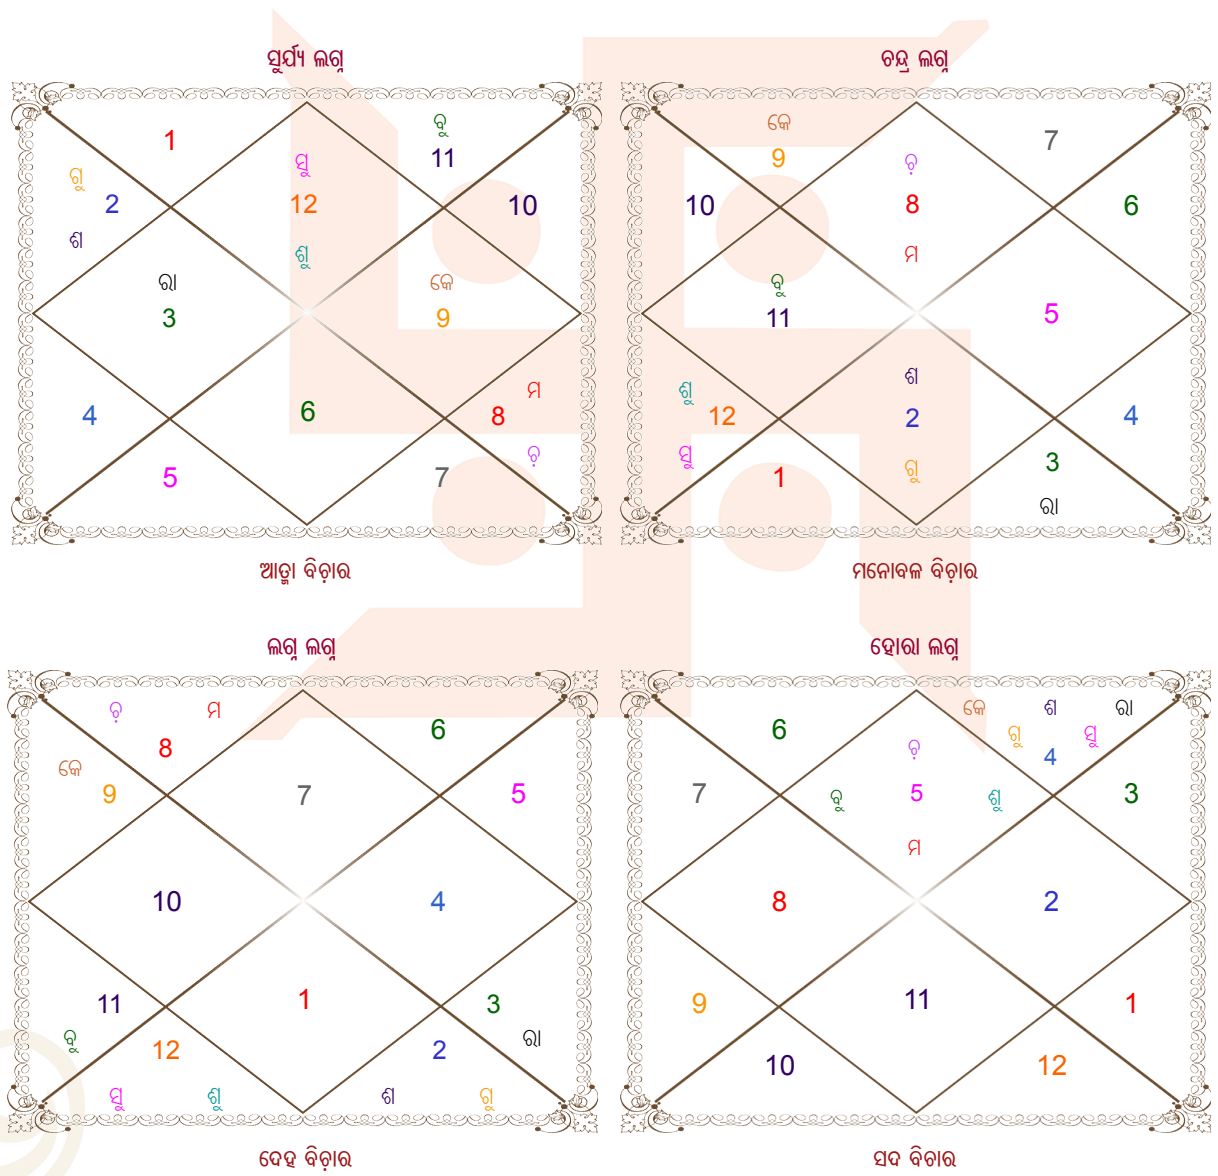 ସୂର୍ଯ୍ୟ ଲଗ୍ନ
1
ବୁ
11
ଗୁ
2
ଶ
ସୁ
12
ଶୁ
10
ରା
3
କେ
9
4
6
ମ
8
ଚ଼
5
7
ଆତ୍ମା ବିଚ଼ାର
ଚନ୍ଦ୍ର ଲଗ୍ନ
କେ
9
7
10
ଚ଼
8
ମ
6
ବୁ
11
5
ଶୁ
12
ସୁ
ଶ
2
ଗୁ
4
1
3
ରା
ମନୋବଳ ବିଚ଼ାର
ଲଗ୍ନ ଲଗ୍ନ
ଚ଼ ମ
8
6
କେ
9
7
5
10
4
11
ବୁ
1
3
ରା
12
ସୁ ଶୁ
2
ଶ ଗୁ
ଦେହ ବିଚ଼ାର
ହୋରା ଲଗ୍ନ
6
କେ ଶ ରା
ଗୁ ସୁ
4
7
ଚ଼
ବୁ 5 ଶୁ
ମ
3
8
2
9
11
1
10
12
ସଦ ବିଚାର